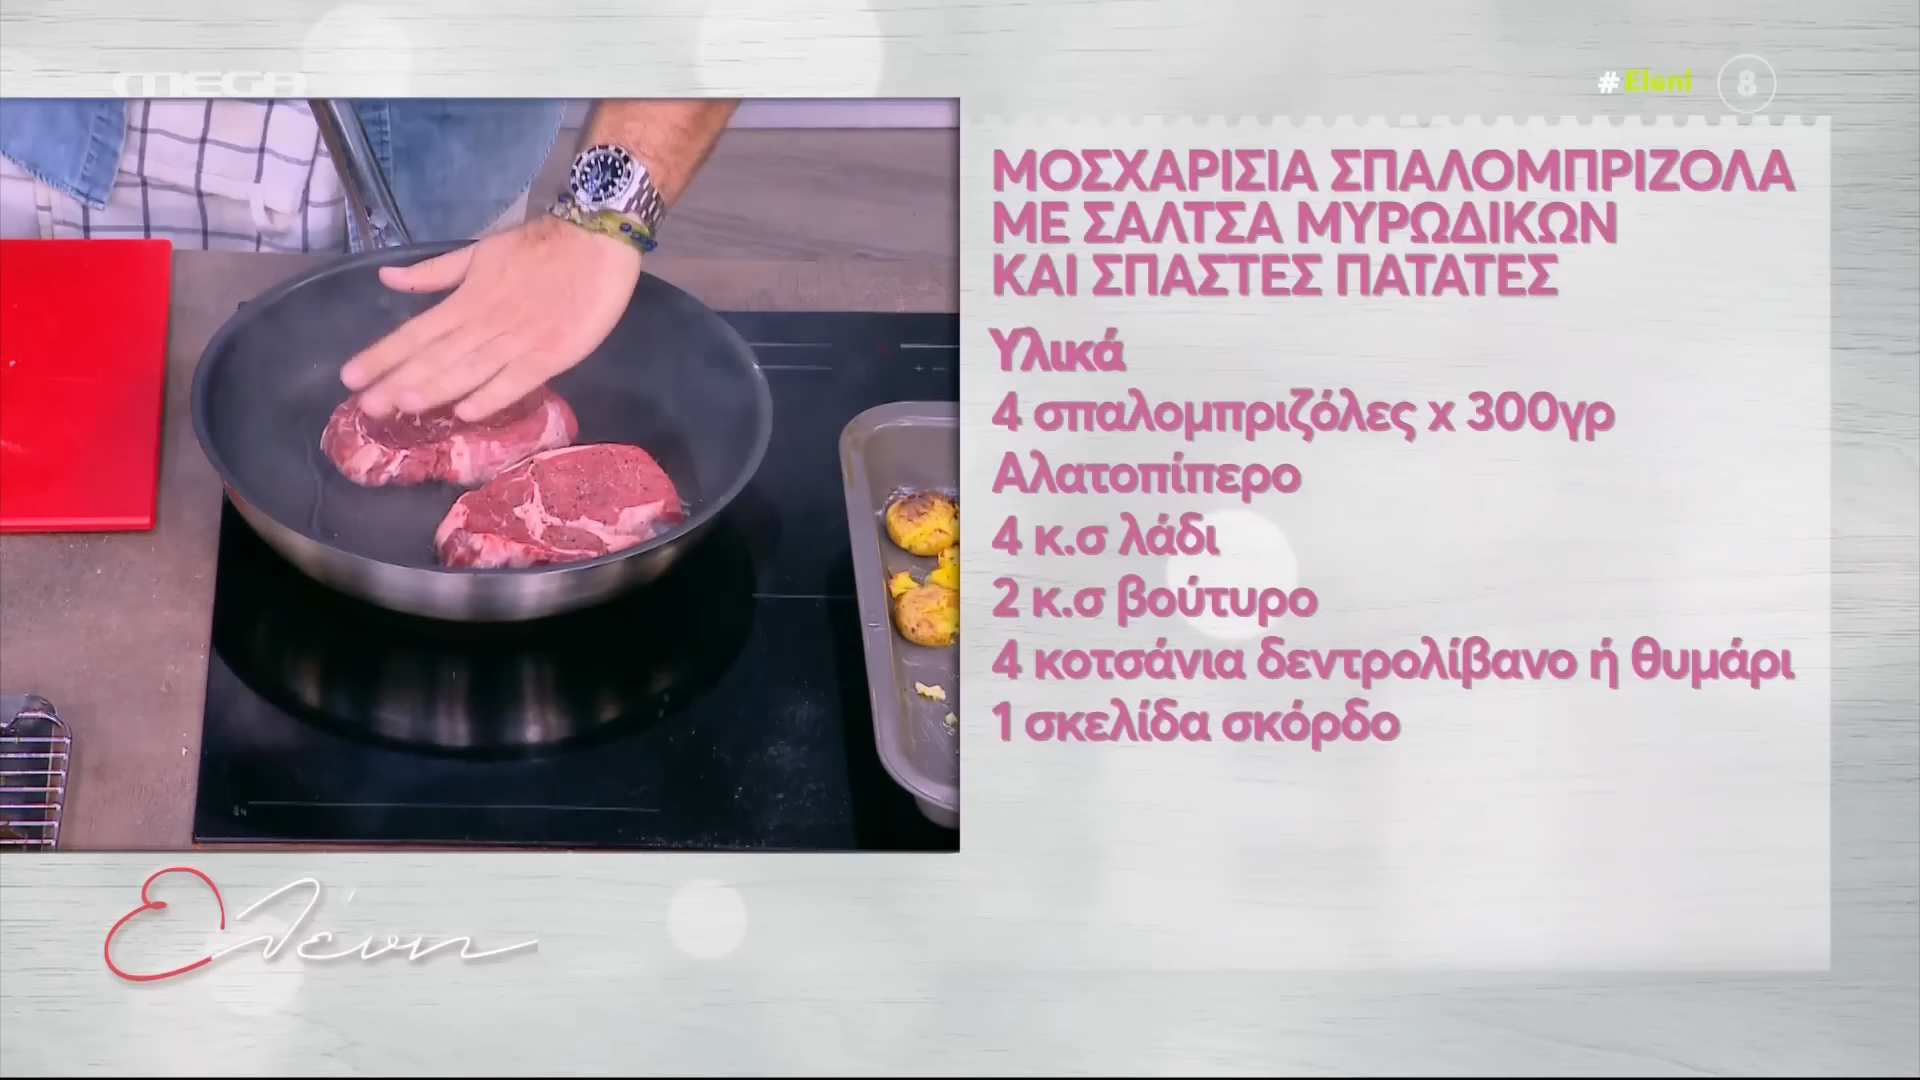 MEGA
#Eleni 8
ΜΟΣΧΑΡΙΣΙΑ ΣΠΑΛΟΜΠΡΙΖΟΛΑ
ΜΕ ΣΑΛΤΣΑ ΜΥΡΩΔΙΚΩΝ
ΚΑΙ ΣΠΑΣΤΕΣ ΠΑΤΑΤΕΣ
Υλικά
4 σπαλομπριζόλες x 300γρ
Αλατοπίπερο
4 κ.σ λάδι
2 κ.σ βούτυρο
4 κοτσάνια δεντρολίβανο ή θυμάρι
1 σκελίδα σκόρδο
Ελένη